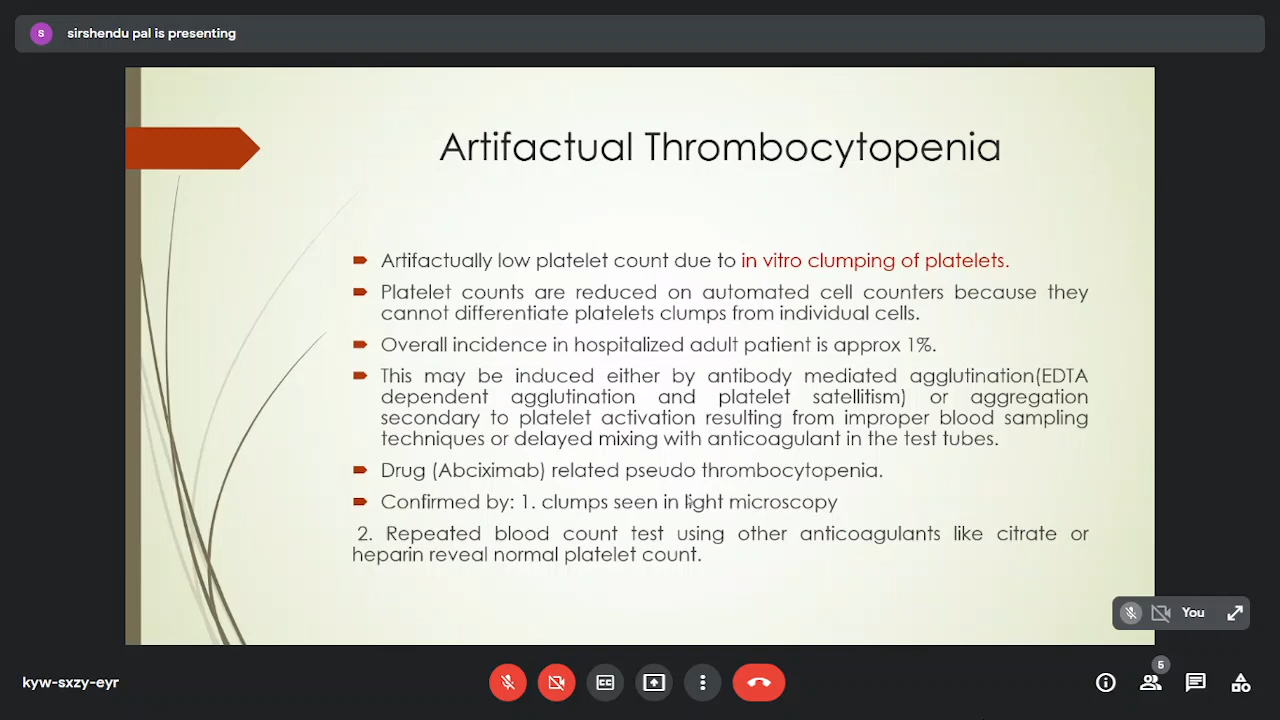 S
sirshendu pal is presenting
Artifactual Thrombocytopenia
Artifactually low platelet count due to in vitro clumping of platelets.
Platelet counts are reduced on automated cell counters because they
cannot differentiate platelets clumps from individual cells.
Overall incidence in hospitalized adult patient is approx 1%.
This may be induced either by antibody mediated agglutination(EDTA
dependent agglutination and platelet satellitism) or aggregation
secondary to platelet activation resulting from improper blood sampling
techniques or delayed mixing with anticoagulant in the test tubes.
Drug (Abciximab) related pseudo thrombocytopenia.
Confirmed by: 1. clumps seen in light microscopy
2. Repeated blood count test using other anticoagulants like citrate or
heparin reveal normal platelet count.
You
kyw-sxzy-eyr
CC
5